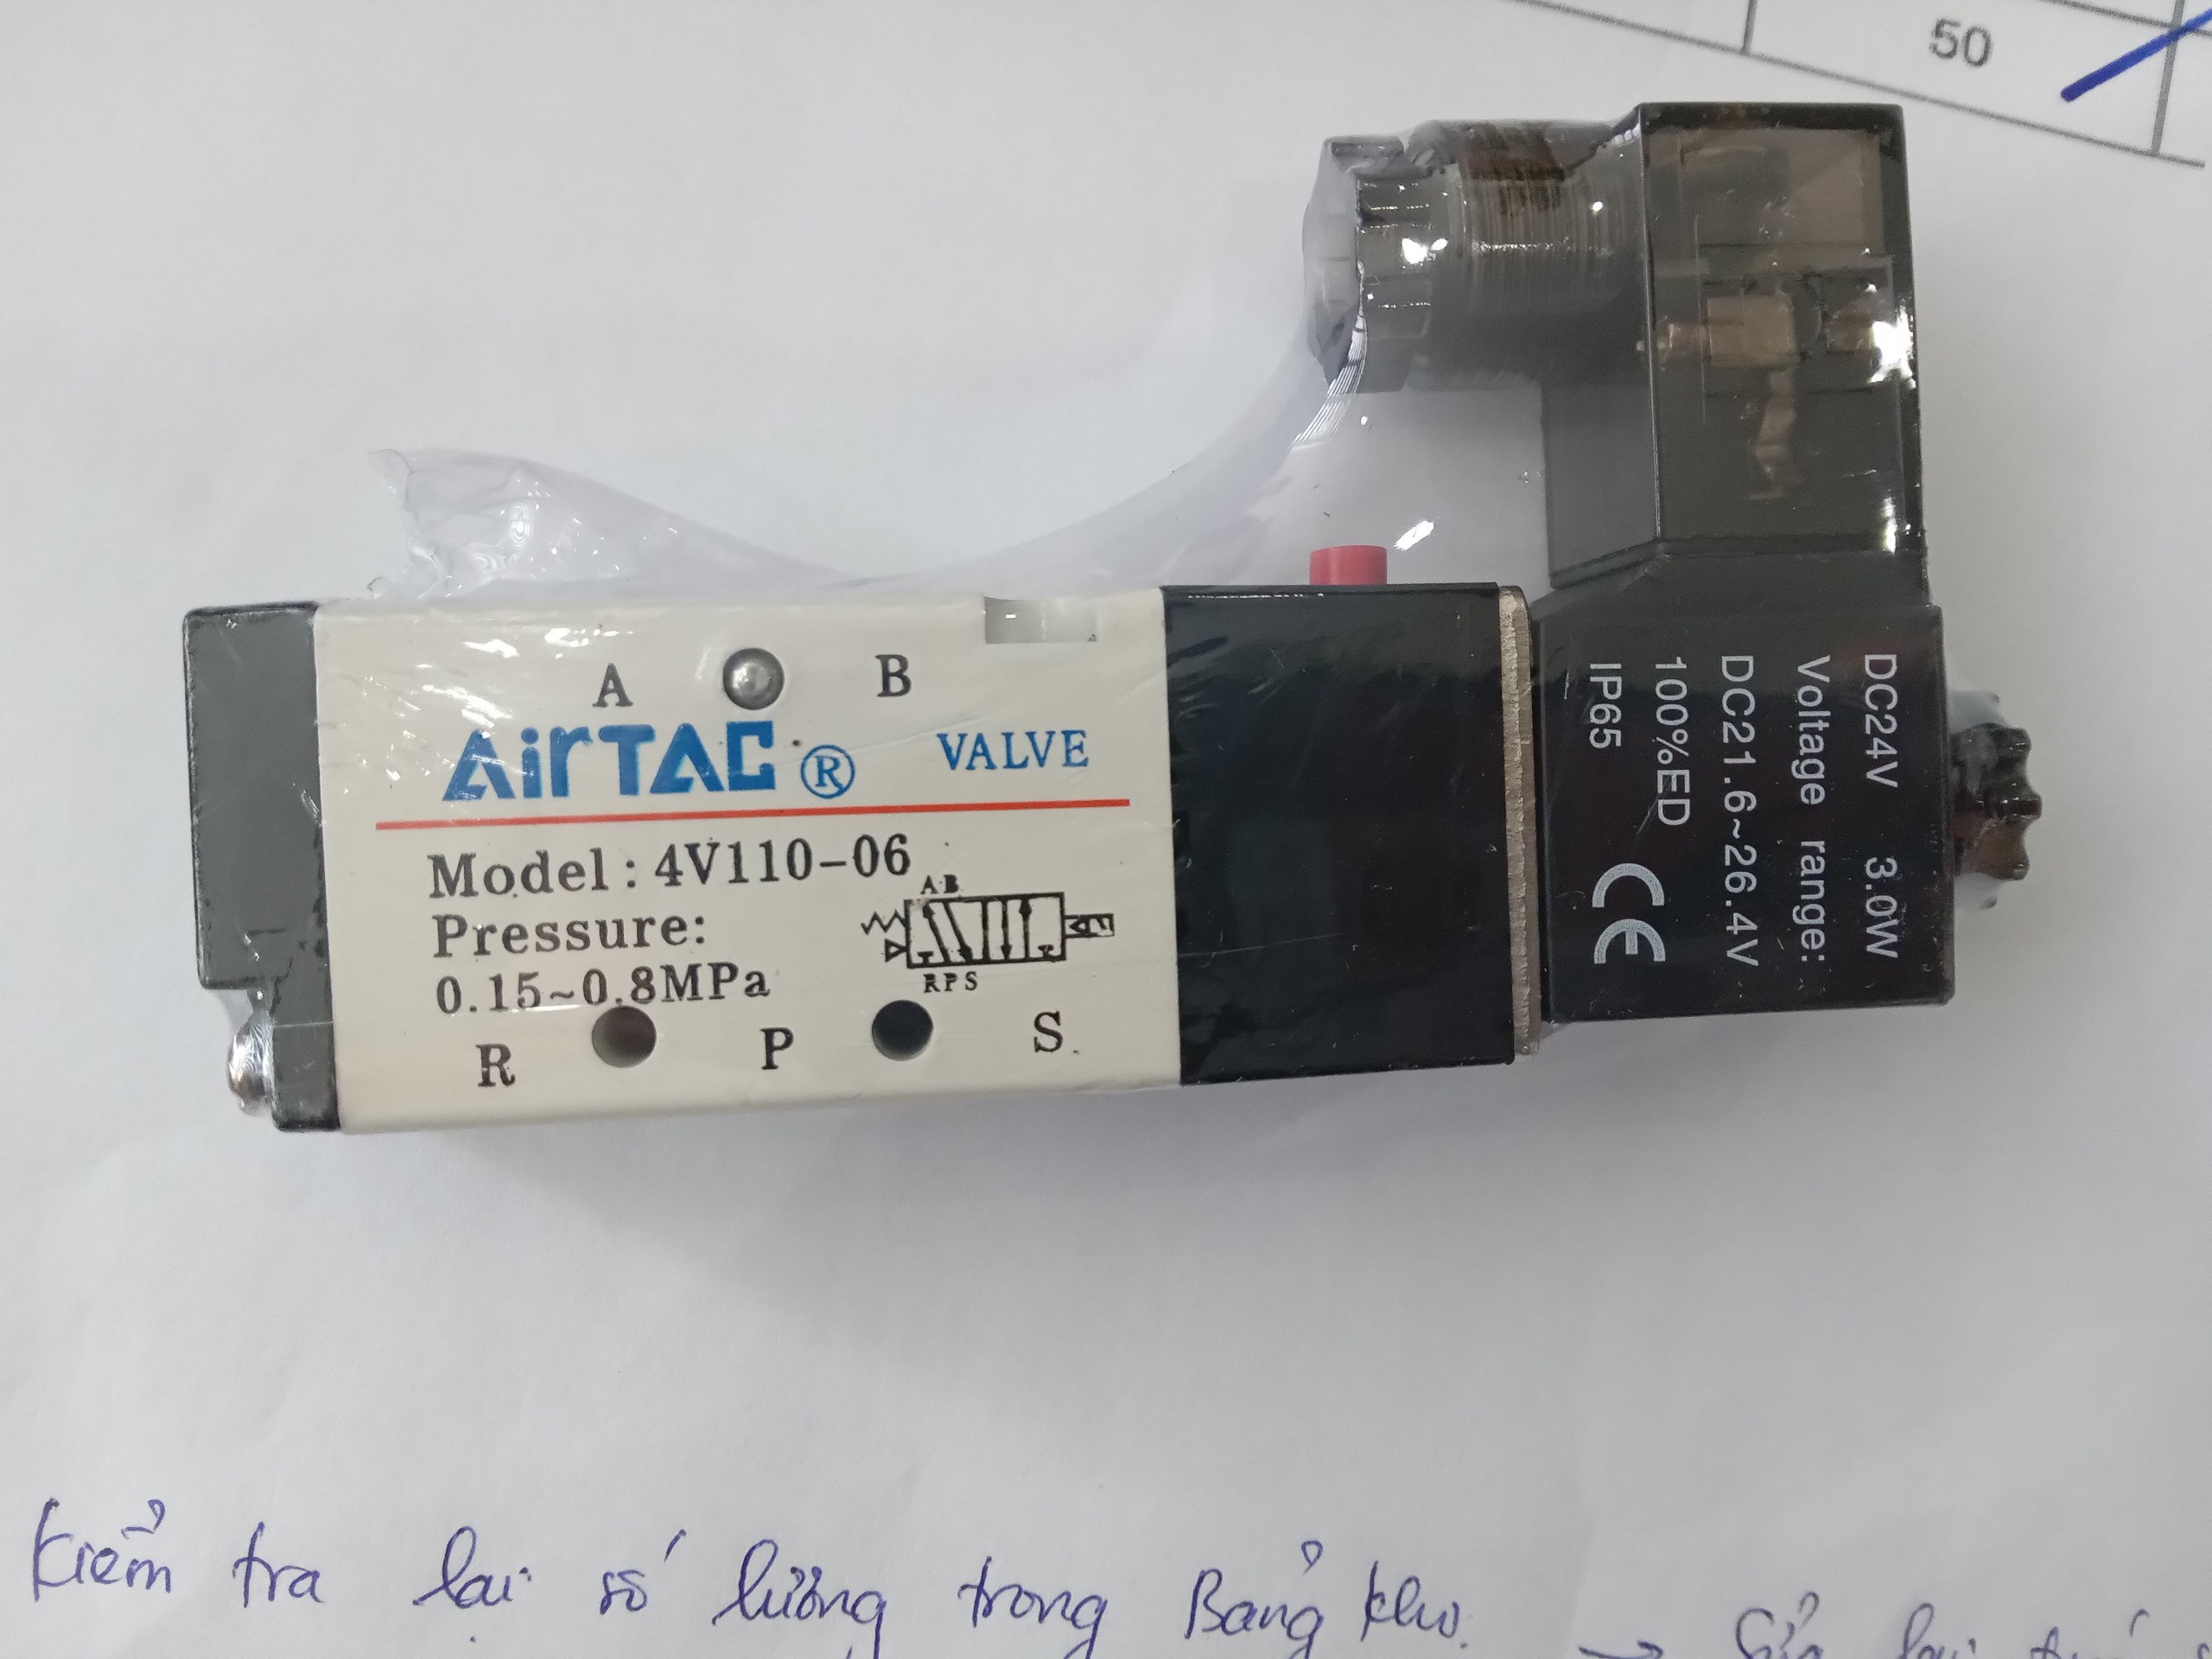 50
A B
AirTAC ® VALVE
Model: 4V110-06
Pressure:
0.15~0.8MPa
A B
R P S
R P S
DC24V 3.0W
Voltage range:
DC21.6~26.4V
100%ED
IP65 CE
Kiểm tra lại số lượng trong Bảng kho. →